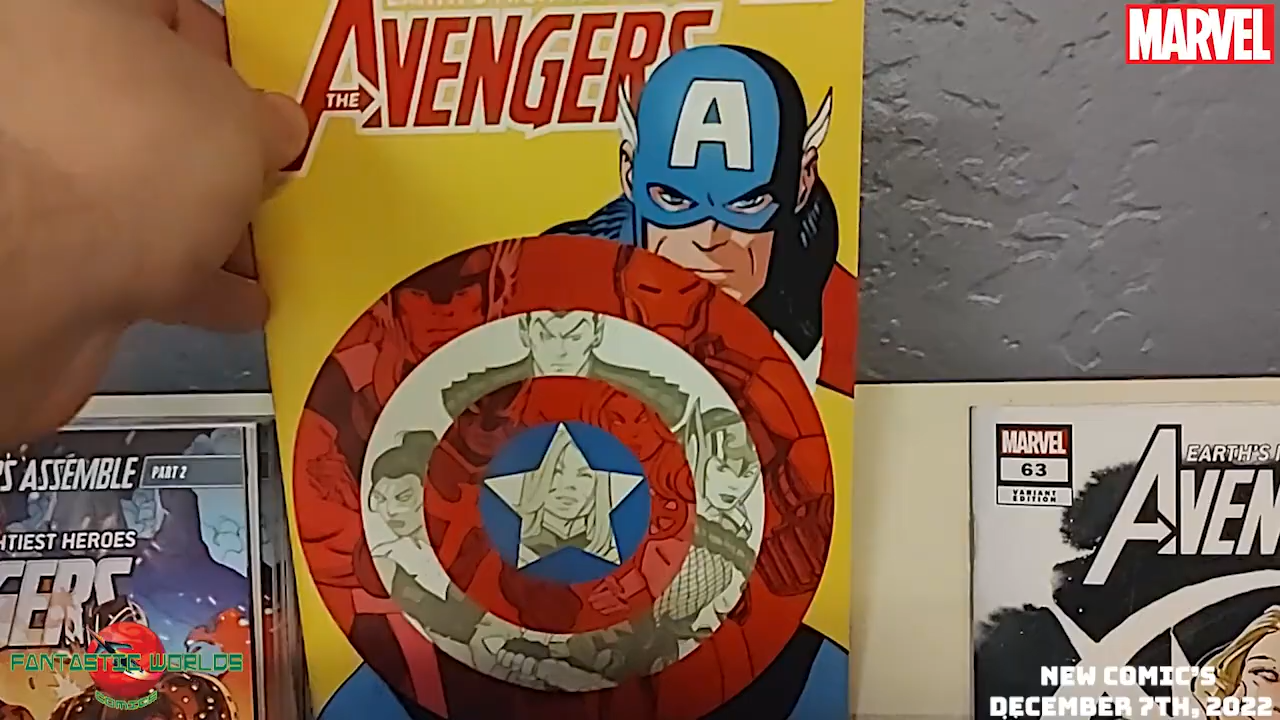 THE AVENGERS
A
MARVEL
S ASSEMBLE PART 2
HTIEST HEROES
GERS
MARVEL
63
VARIANT
EDITION
EARTH'S
AVEN
FANTASTIC WORLDS
COMICS
NEW COMIC'S
DECEMBER 7TH, 2022